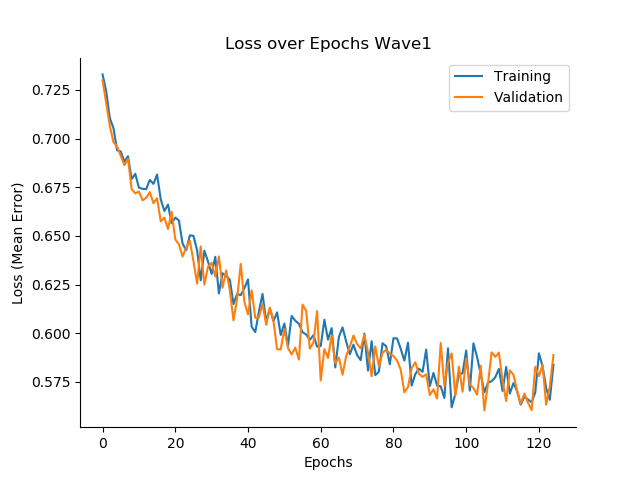 Loss over Epochs Wave1
Training
Validation
0.725
0.700
0.675
0.650
0.625
0.600
0.575
Loss (Mean Error)
0
20
40
60
80
100
120
Epochs